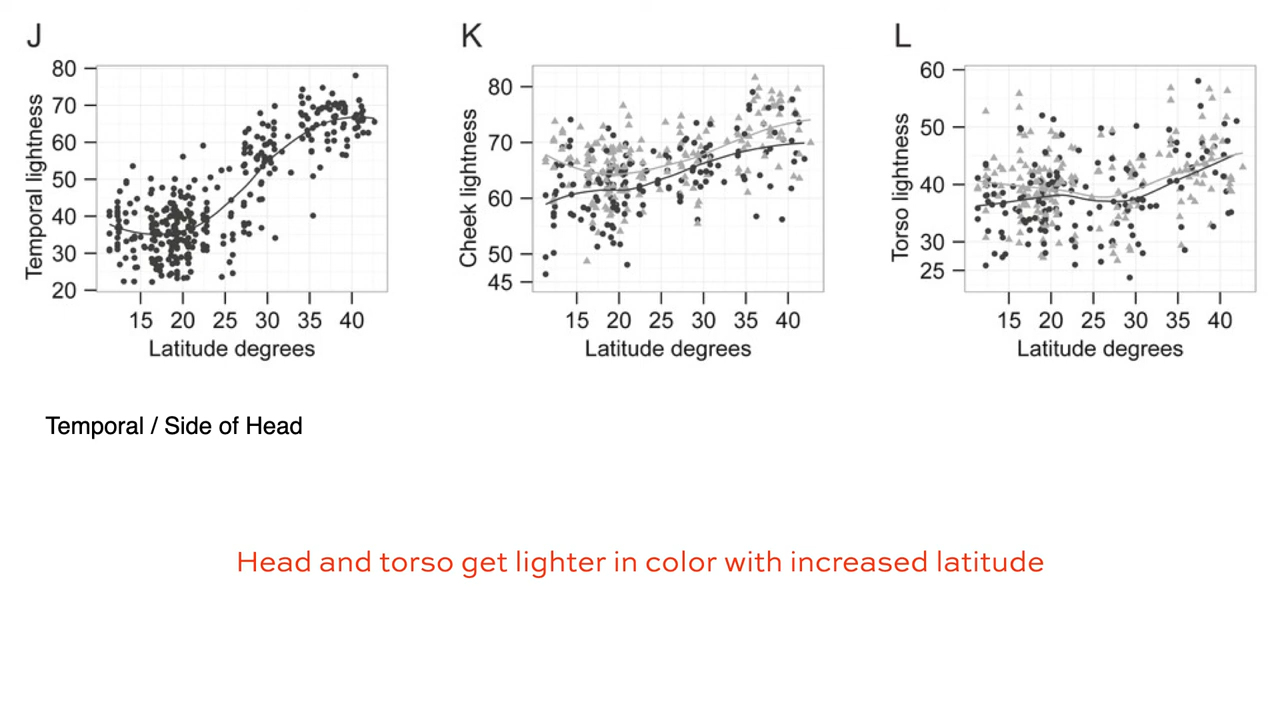 J
K
L
Temporal lightness
80
70
60
50
40
30
20
15 20 25 30 35 40
Latitude degrees
Cheek lightness
80
70
60
50
45
15 20 25 30 35 40
Latitude degrees
Torso lightness
60
50
40
30
25
15 20 25 30 35 40
Latitude degrees
Temporal / Side of Head
Head and torso get lighter in color with increased latitude